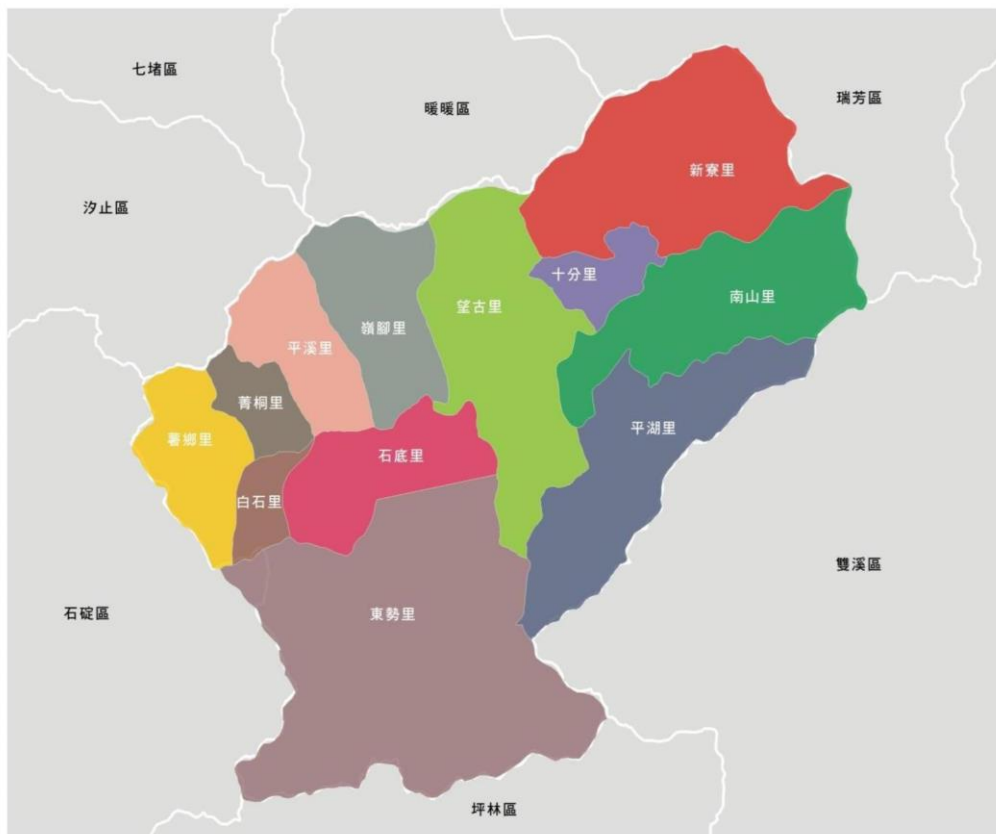 七堵區
暖暖區
瑞芳區
新寮里
汐止區
十分里
南山里
望古里
嶺腳里
平溪里
菁桐里
平湖里
薯鄉里
石底里
白石里
雙溪區
石碇區
東勢里
坪林區